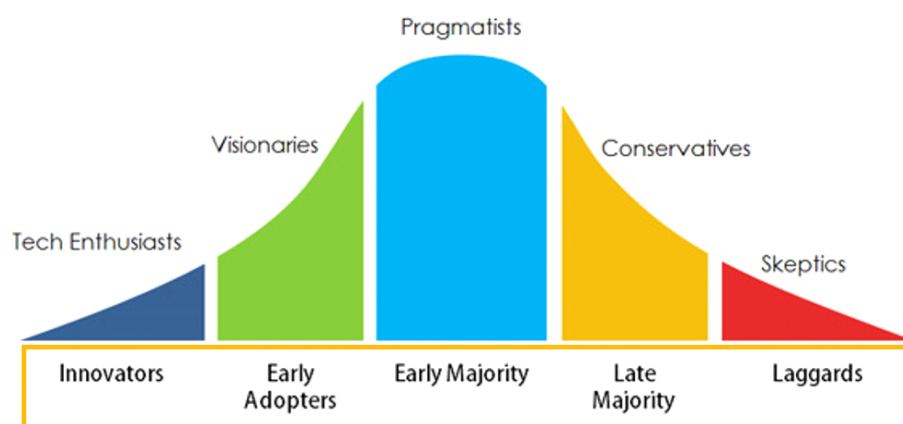 Pragmatists
Visionaries
Conservatives
Tech Enthusiasts
Skeptics
Innovators
Early
Adopters
Early Majority
Late
Majority
Laggards